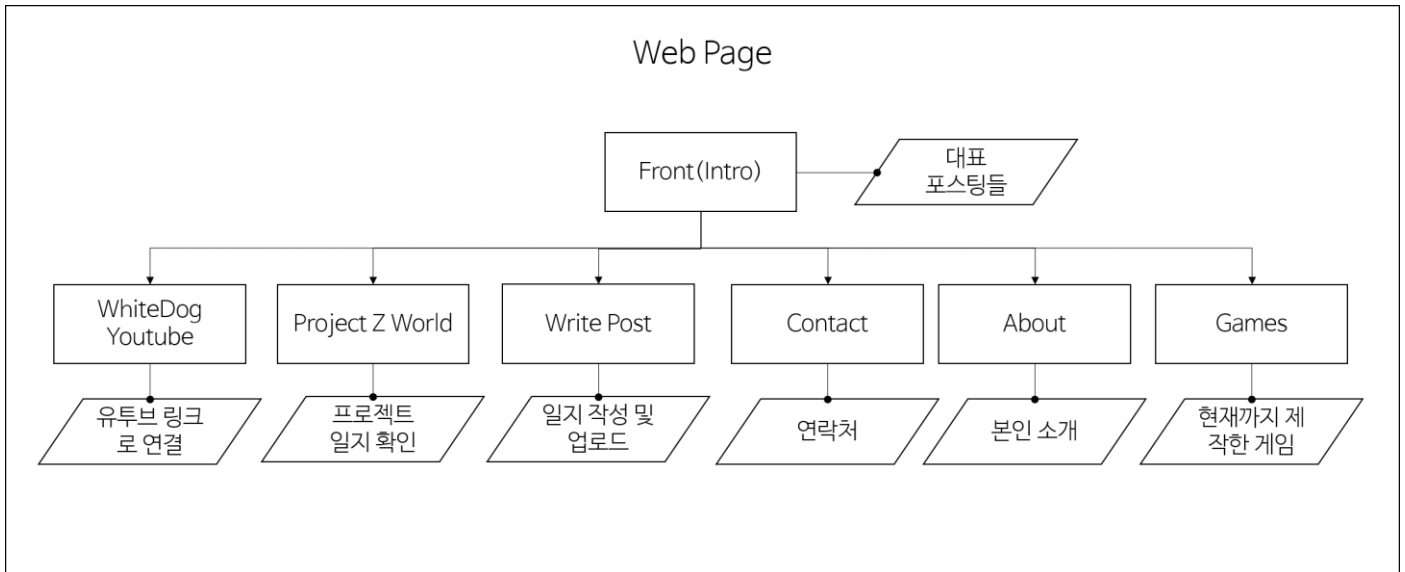 Web Page
Front(Intro)
대표
포스팅들
WhiteDog
Youtube
Project Z World
Write Post
Contact
About
Games
유투브 링크
로 연결
프로젝트
일지 확인
일지 작성 및
업로드
연락처
본인 소개
현재까지 제
작한 게임